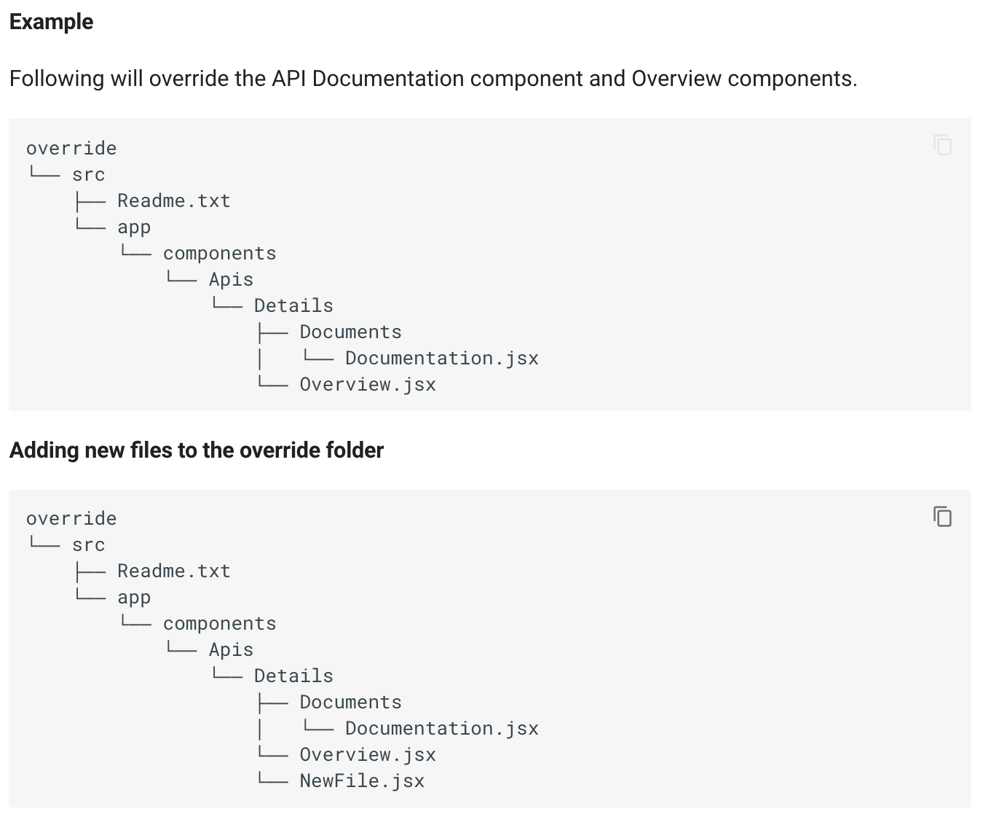 Example
Following will override the API Documentation component and Overview components.
override
└── src
    ├── Readme.txt
    └── app
        └── components
            └── Apis
                └── Details
                    ├── Documents
                    │   └── Documentation.jsx
                    └── Overview.jsx
Adding new files to the override folder
override
└── src
    ├── Readme.txt
    └── app
        └── components
            └── Apis
                └── Details
                    ├── Documents
                    │   └── Documentation.jsx
                    └── Overview.jsx
                    └── NewFile.jsx